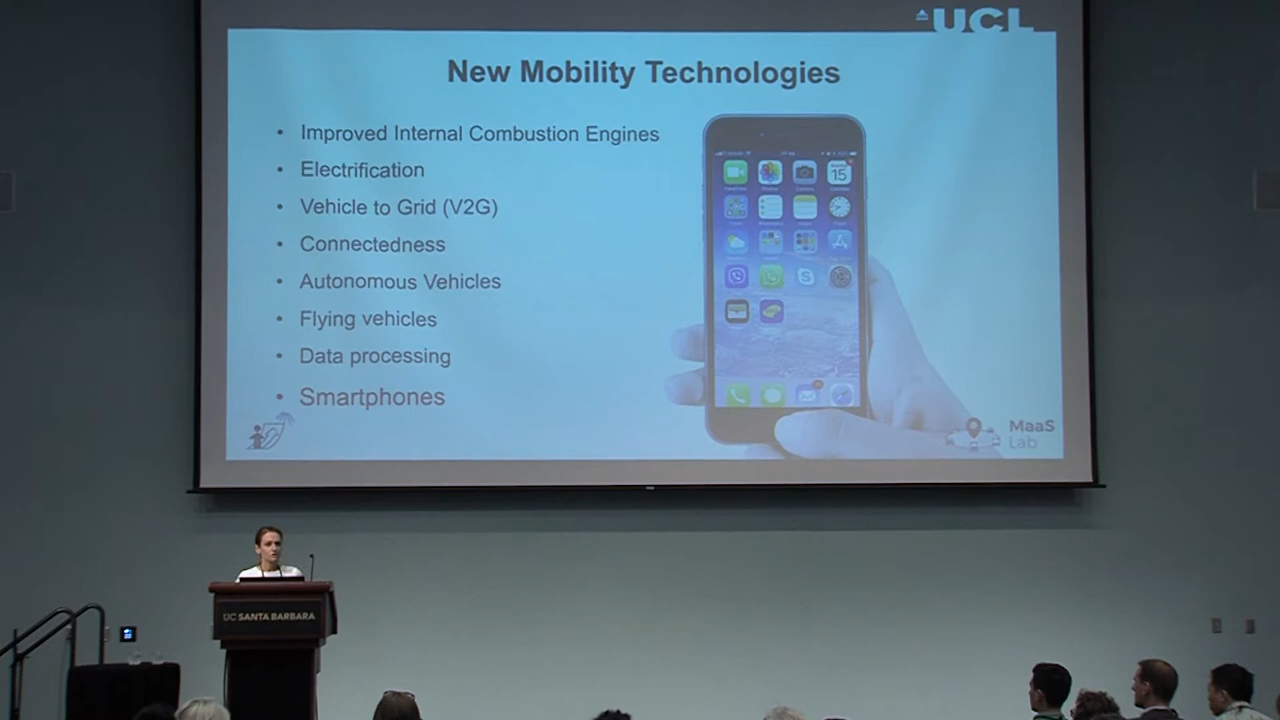 UCL
New Mobility Technologies
• Improved Internal Combustion Engines
• Electrification
• Vehicle to Grid (V2G)
• Connectedness
• Autonomous Vehicles
• Flying vehicles
• Data processing
• Smartphones
15
MaaS
Lab
UC SANTA BARBARA